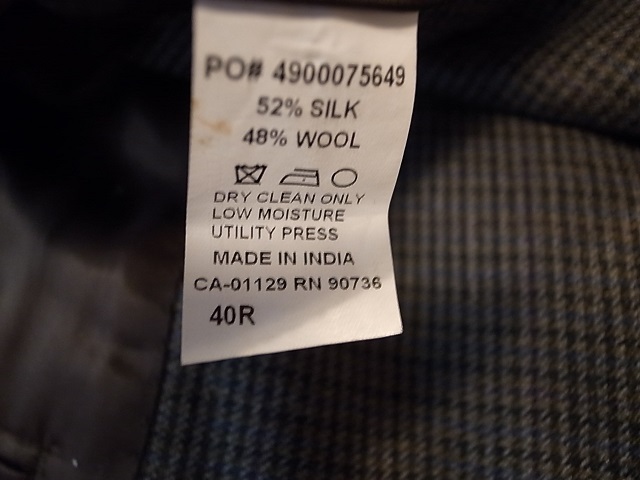 PO# 4900075649
52% SILK
48% WOOL
DRY CLEAN ONLY
LOW MOISTURE
UTILITY PRESS
MADE IN INDIA
CA-01129 RN 90736
40R